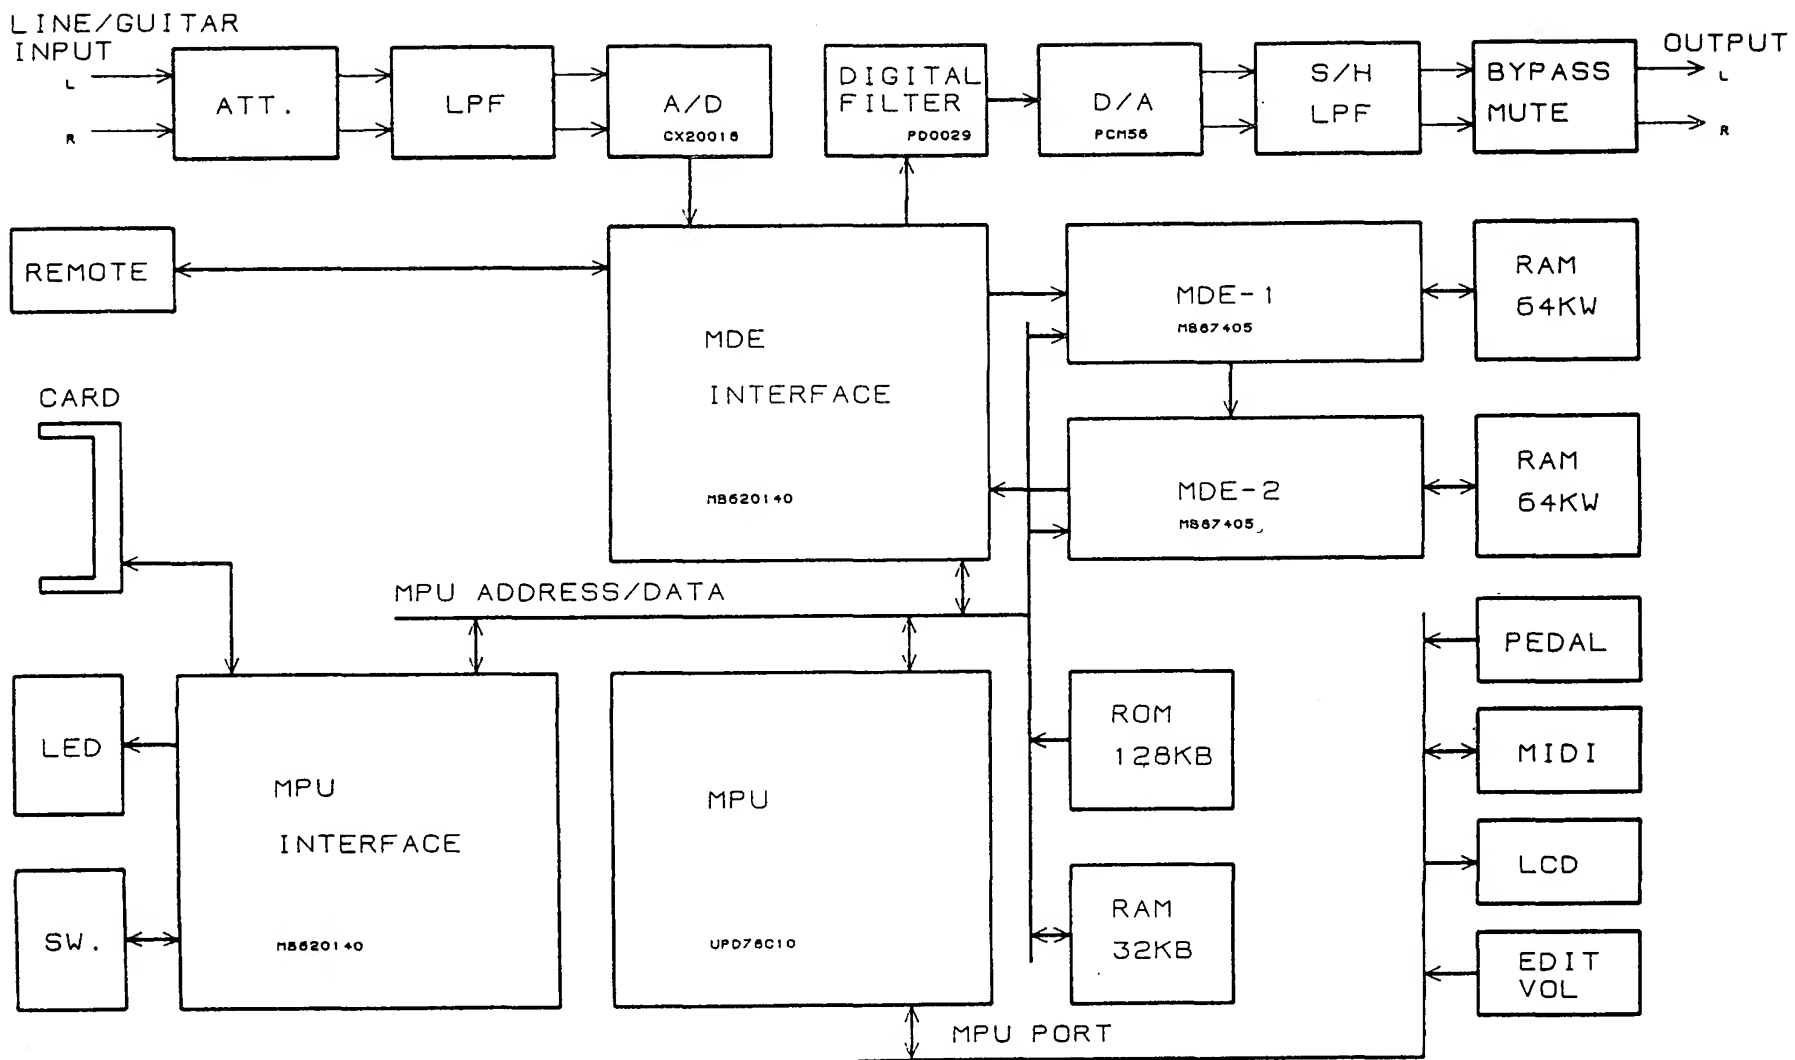 LINE/GUITAR
INPUT
L
R
ATT.
LPF
A/D
CX20018
DIGITAL
FILTER
PD0029
D/A
PCM56
S/H
LPF
BYPASS
MUTE
OUTPUT
L
R
REMOTE
MDE
INTERFACE
MB620140
MDE-1
MB87405
RAM
64KW
MDE-2
MB87405
RAM
64KW
CARD
MPU ADDRESS/DATA
LED
SW.
MPU
INTERFACE
MB620140
MPU
UPD78C10
ROM
128KB
RAM
32KB
PEDAL
MIDI
LCD
EDIT
VOL
MPU PORT